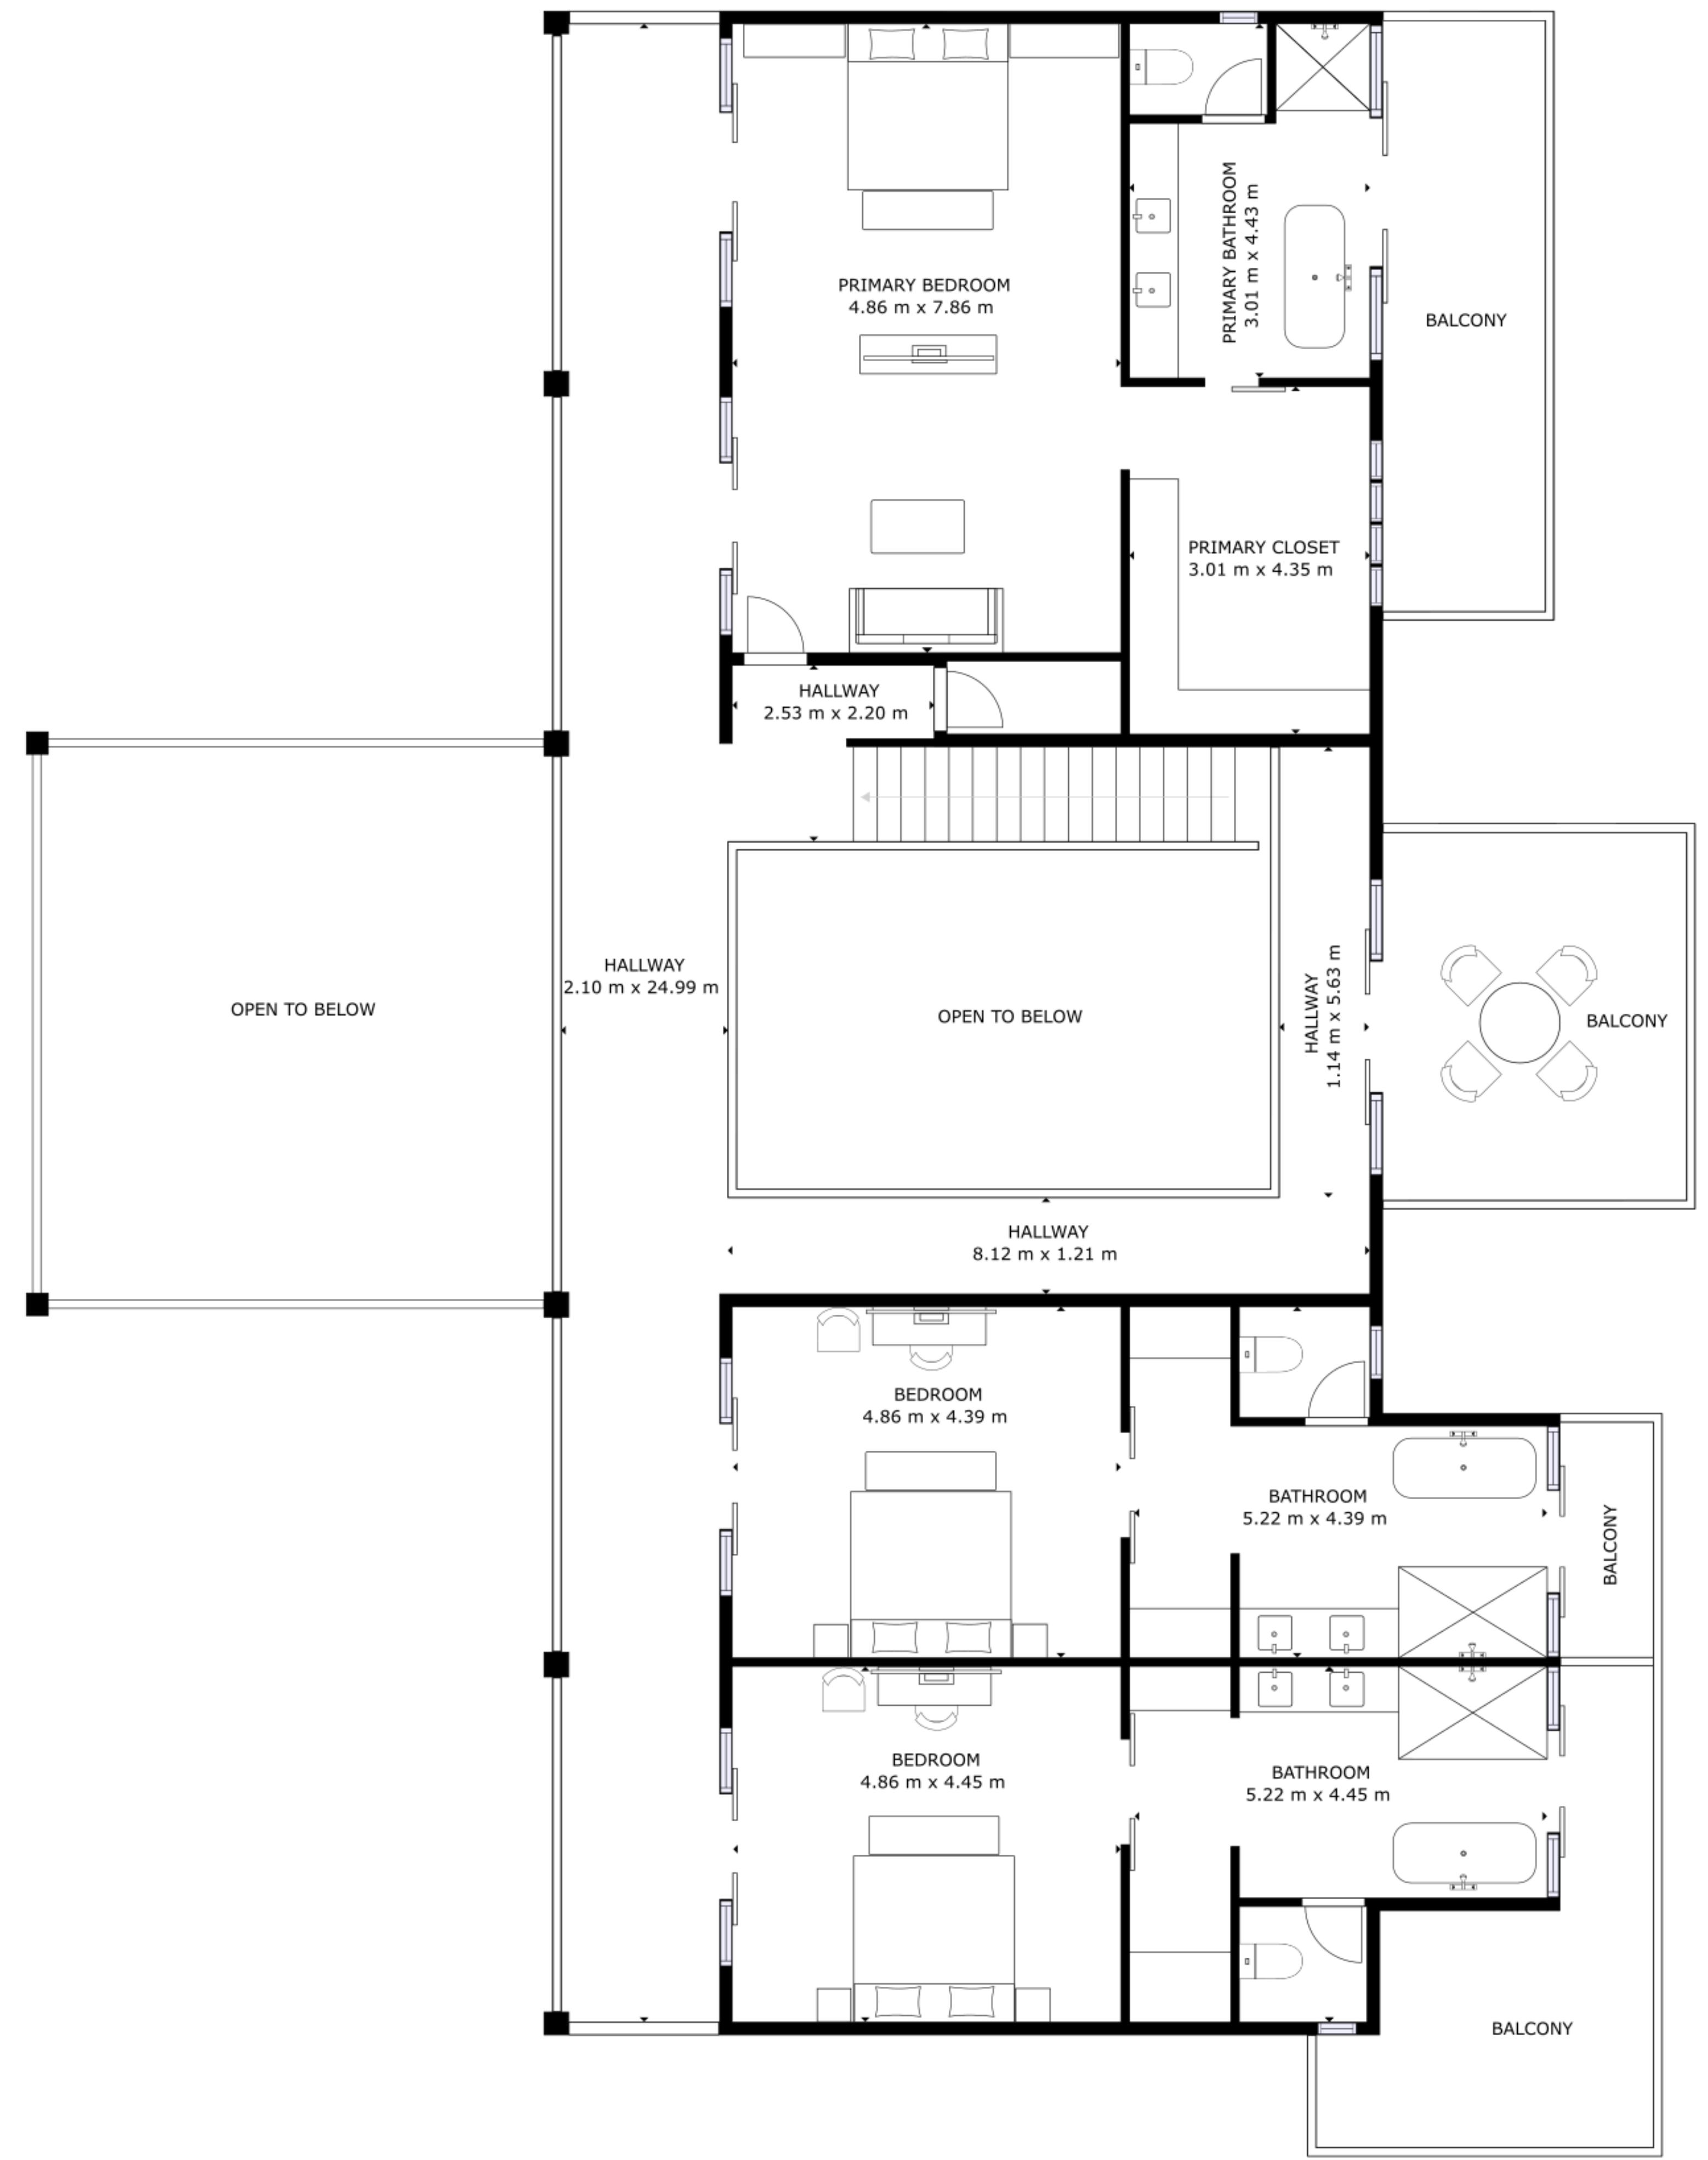 PRIMARY BEDROOM
4.86 m x 7.86 m
PRIMARY BATHROOM
3.01 m x 4.43 m
BALCONY
PRIMARY CLOSET
3.01 m x 4.35 m
HALLWAY
2.53 m x 2.20 m
HALLWAY
2.10 m x 24.99 m
OPEN TO BELOW
OPEN TO BELOW
HALLWAY
1.14 m x 5.63 m
BALCONY
HALLWAY
8.12 m x 1.21 m
BEDROOM
4.86 m x 4.39 m
BATHROOM
5.22 m x 4.39 m
BALCONY
BEDROOM
4.86 m x 4.45 m
BATHROOM
5.22 m x 4.45 m
BALCONY